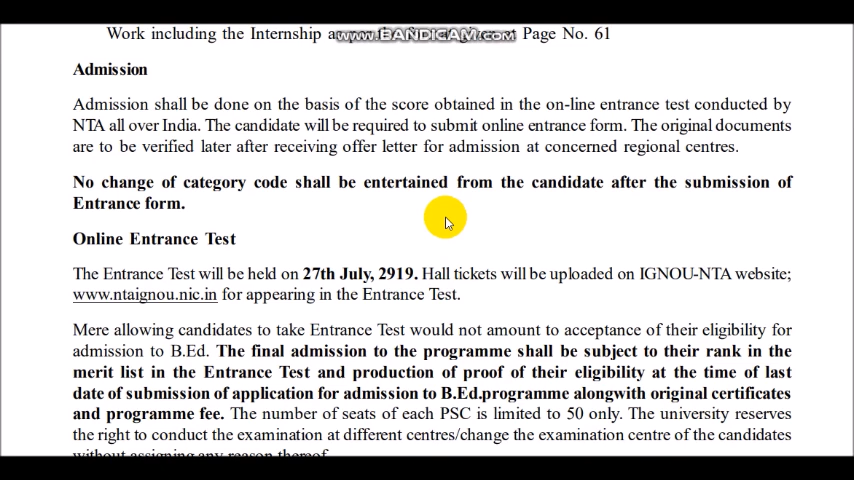 Work including the Internship a
www.BANDICAM.com
Page No. 61
Admission
Admission shall be done on the basis of the score obtained in the on-line entrance test conducted by
NTA all over India. The candidate will be required to submit online entrance form. The original documents
are to be verified later after receiving offer letter for admission at concerned regional centres.
No change of category code shall be entertained from the candidate after the submission of
Entrance form.
Online Entrance Test
The Entrance Test will be held on 27th July, 2919. Hall tickets will be uploaded on IGNOU-NTA website;
www.ntaignou.nic.in for appearing in the Entrance Test.
Mere allowing candidates to take Entrance Test would not amount to acceptance of their eligibility for
admission to B.Ed. The final admission to the programme shall be subject to their rank in the
merit list in the Entrance Test and production of proof of their eligibility at the time of last
date of submission of application for admission to B.Ed.programme alongwith original certificates
and programme fee. The number of seats of each PSC is limited to 50 only. The university reserves
the right to conduct the examination at different centres/change the examination centre of the candidates
without assigning any reason thereof.